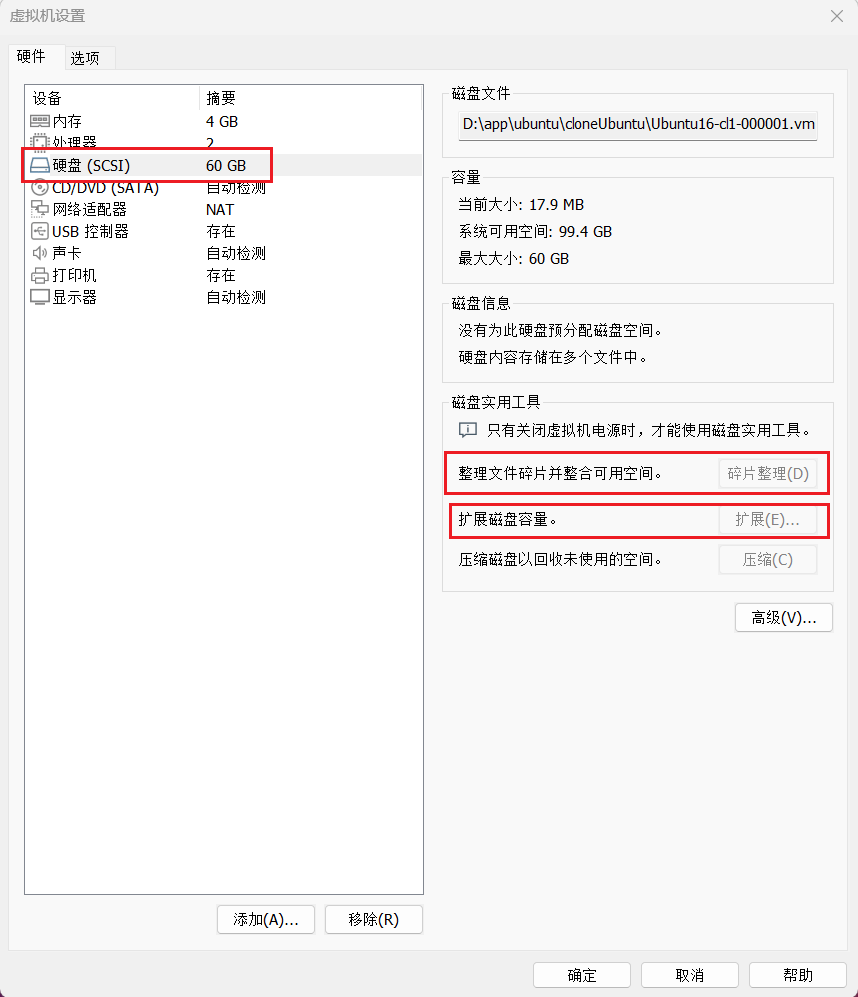 虚拟机设置
硬件 选项
设备 摘要
内存 4 GB
处理器 2
硬盘 (SCSI) 60 GB
CD/DVD (SATA) 自动检测
网络适配器 NAT
USB 控制器 存在
声卡 自动检测
打印机 存在
显示器 自动检测
添加(A)... 移除(R)
磁盘文件
D:\app\ubuntu\cloneUbuntu\Ubuntu16-cl1-000001.vm
容量
当前大小: 17.9 MB
系统可用空间: 99.4 GB
最大大小: 60 GB
磁盘信息
没有为此硬盘预分配磁盘空间。
硬盘内容存储在多个文件中。
磁盘实用工具
只有关闭虚拟机电源时，才能使用磁盘实用工具。
整理文件碎片并整合可用空间。 碎片整理(D)
扩展磁盘容量。 扩展(E)...
压缩磁盘以回收未使用的空间。 压缩(C)
高级(V)...
确定 取消 帮助